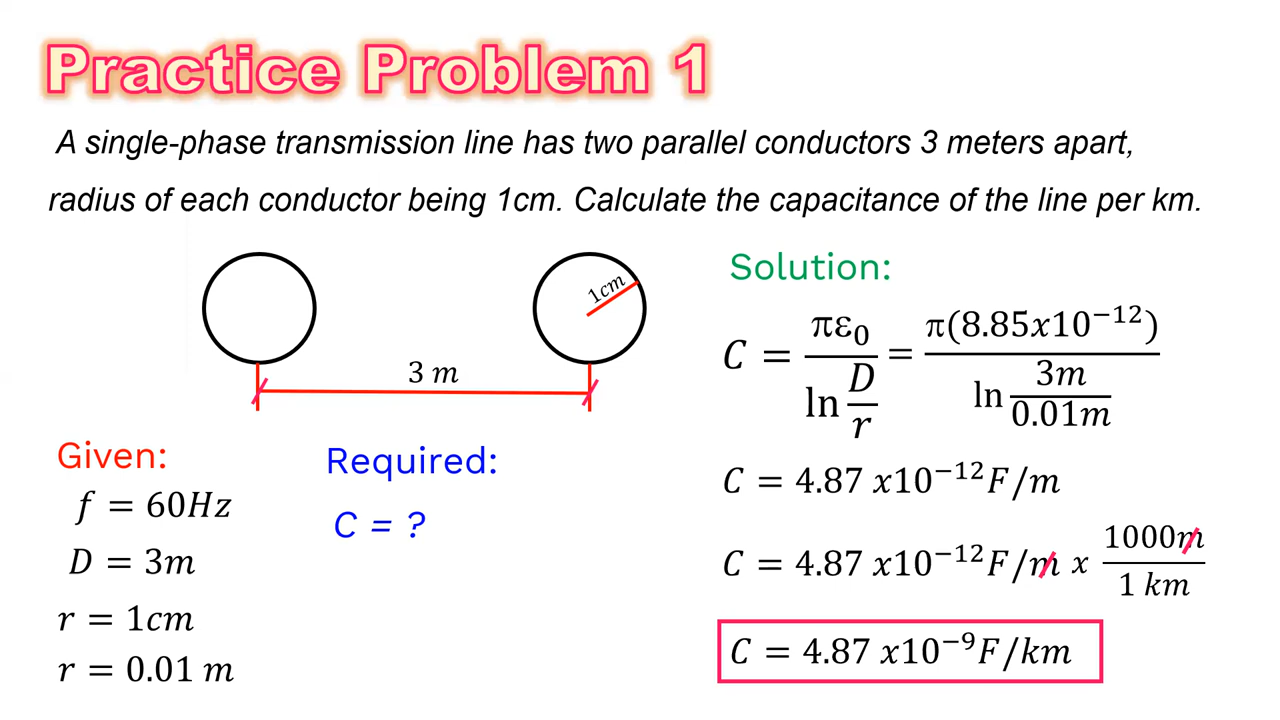 Practice Problem 1
A single-phase transmission line has two parallel conductors 3 meters apart,
radius of each conductor being 1cm. Calculate the capacitance of the line per km.
1cm
3 m
Given:
f = 60Hz
D = 3m
r = 1cm
r = 0.01 m
Required:
C = ?
Solution:
C = πε₀ / ln D/r = π(8.85x10⁻¹²) / ln 3m/0.01m
C = 4.87 x10⁻¹²F/m
C = 4.87 x10⁻¹²F/m x 1000m / 1 km
C = 4.87 x10⁻⁹F/km